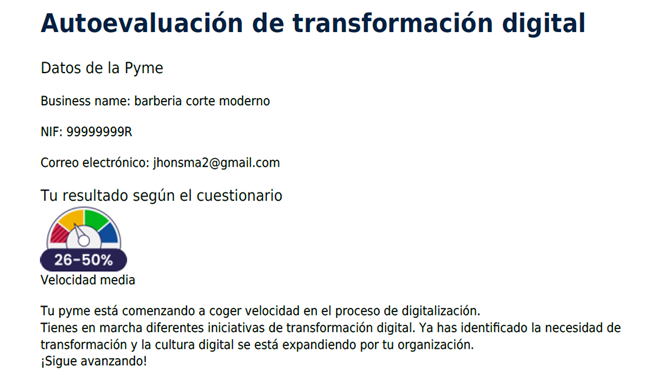 Autoevaluación de transformación digital
Datos de la Pyme
Business name: barberia corte moderno
NIF: 99999999R
Correo electrónico: jhonsma2@gmail.com
Tu resultado según el cuestionario
26-50%
Velocidad media
Tu pyme está comenzando a coger velocidad en el proceso de digitalización.
Tienes en marcha diferentes iniciativas de transformación digital. Ya has identificado la necesidad de
transformación y la cultura digital se está expandiendo por tu organización.
¡Sigue avanzando!